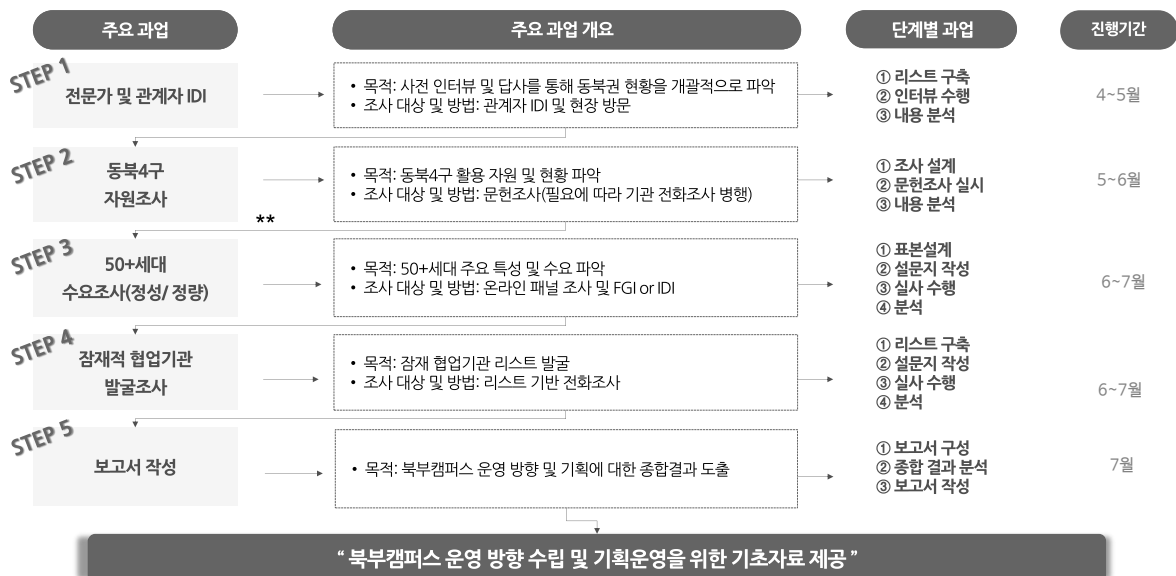 주요 과업
주요 과업 개요
단계별 과업
진행기간
STEP 1
전문가 및 관계자 IDI
• 목적: 사전 인터뷰 및 답사를 통해 동북권 현황을 개괄적으로 파악
• 조사 대상 및 방법: 관계자 IDI 및 현장 방문
① 리스트 구축
② 인터뷰 수행
③ 내용 분석
4~5월
STEP 2
동북4구
자원조사
• 목적: 동북4구 활용 자원 및 현황 파악
• 조사 대상 및 방법: 문헌조사(필요에 따라 기관 전화조사 병행)
① 조사 설계
② 문헌조사 실시
③ 내용 분석
5~6월
**
STEP 3
50+세대
수요조사(정성/ 정량)
• 목적: 50+세대 주요 특성 및 수요 파악
• 조사 대상 및 방법: 온라인 패널 조사 및 FGI or IDI
① 표본설계
② 설문지 작성
③ 실사 수행
④ 분석
6~7월
STEP 4
잠재적 협업기관
발굴조사
• 목적: 잠재 협업기관 리스트 발굴
• 조사 대상 및 방법: 리스트 기반 전화조사
① 리스트 구축
② 설문지 작성
③ 실사 수행
④ 분석
6~7월
STEP 5
보고서 작성
• 목적: 북부캠퍼스 운영 방향 및 기획에 대한 종합결과 도출
① 보고서 구성
② 종합 결과 분석
③ 보고서 작성
7월
“ 북부캠퍼스 운영 방향 수립 및 기획운영을 위한 기초자료 제공 ”